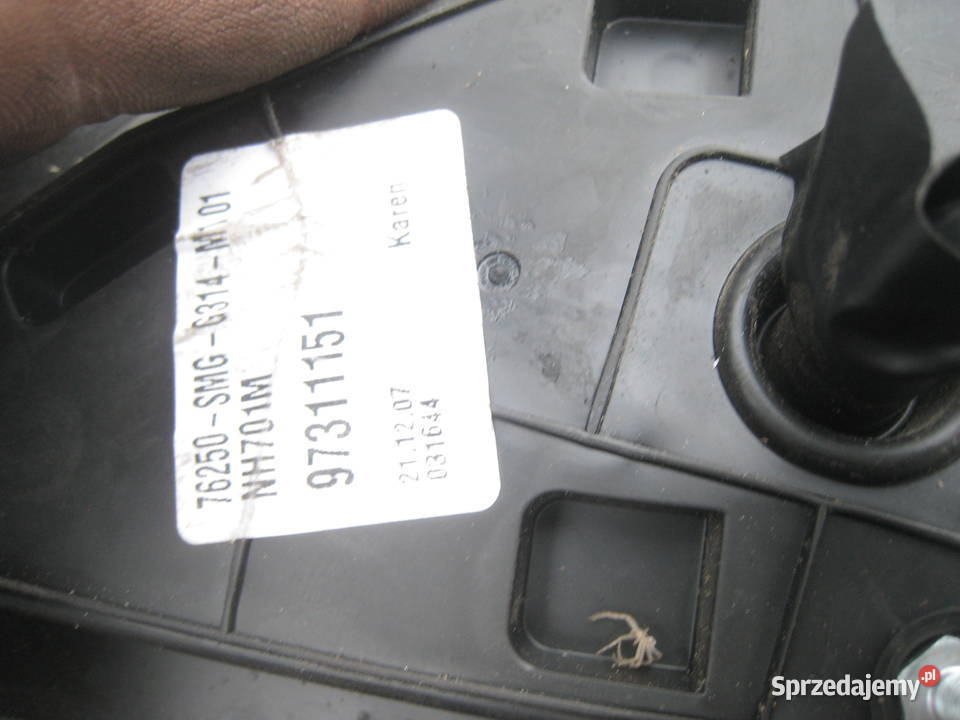 76250-SMG-G314-M1 01
NH701M
97311151
Karen
21.12.07
031644
Sprzedajemy.pl